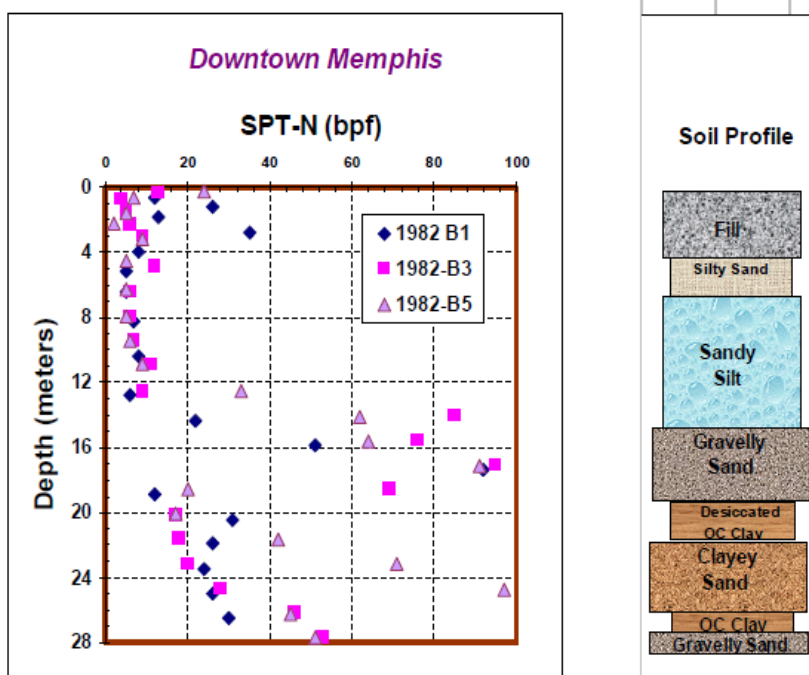 Downtown Memphis
SPT-N (bpf)
0 20 40 60 80 100
0
4
8
12
16
20
24
28
Depth (meters)
1982 B1
1982-B3
1982-B5
Soil Profile
Fill
Silty Sand
Sandy
Silt
Gravelly
Sand
Desiccated
OC Clay
Clayey
Sand
OC Clay
Gravelly Sand